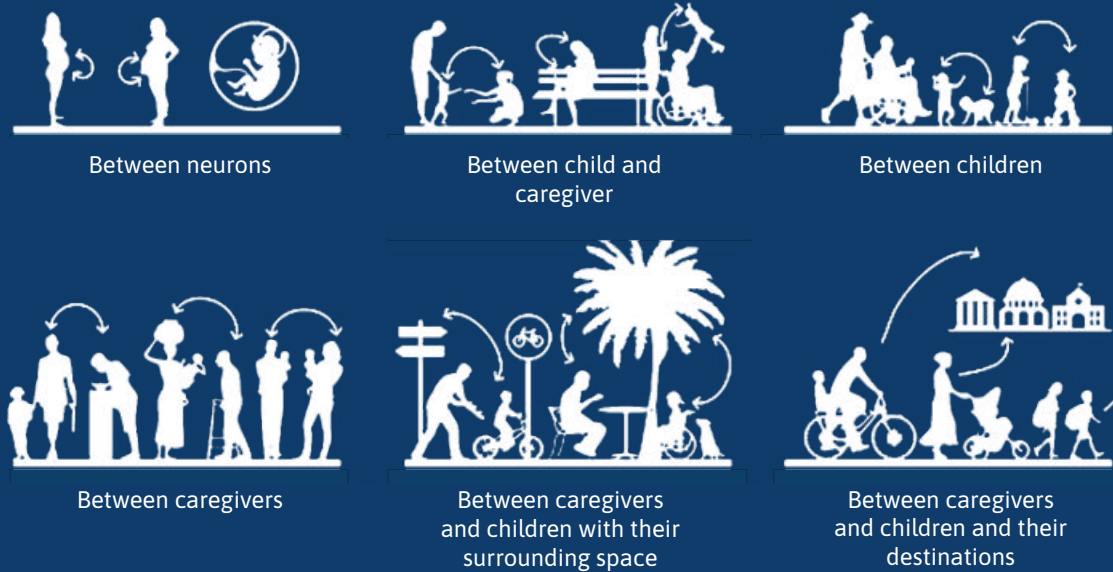 Between neurons
Between child and
caregiver
Between children
Between caregivers
Between caregivers
and children with their
surrounding space
Between caregivers
and children and their
destinations